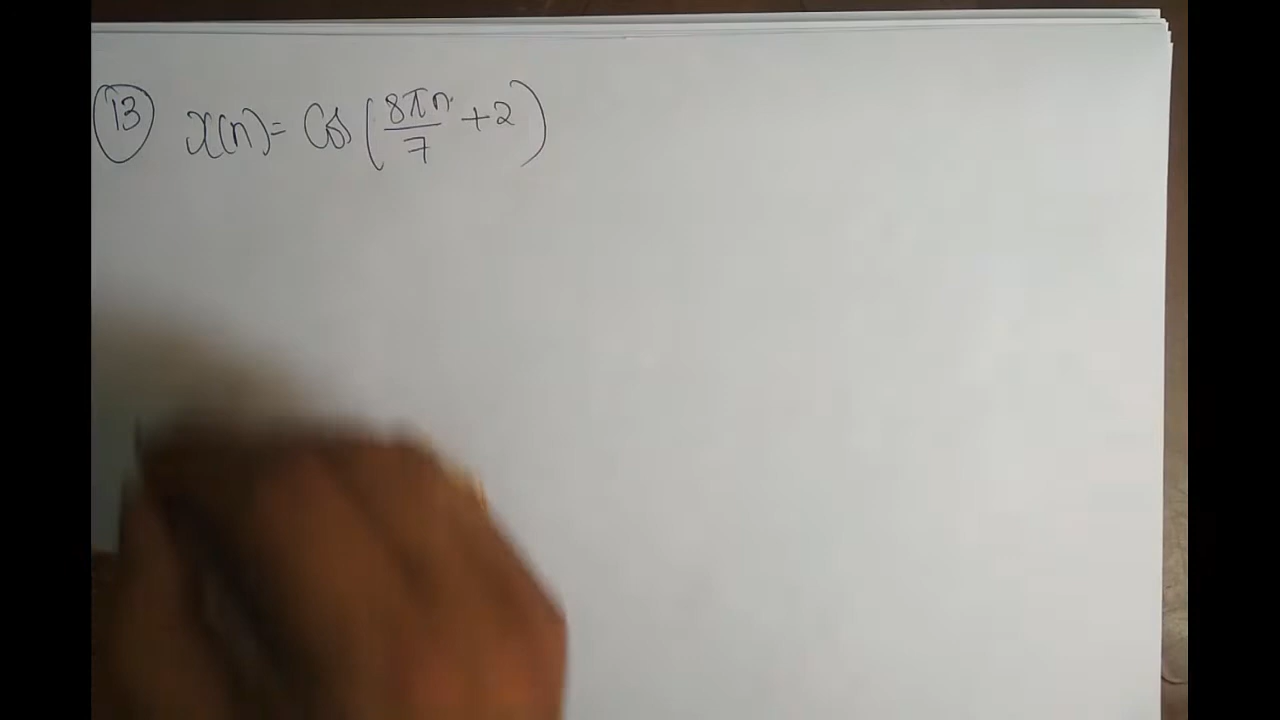 13 x(n) = Cos(8πn/7 + 2)